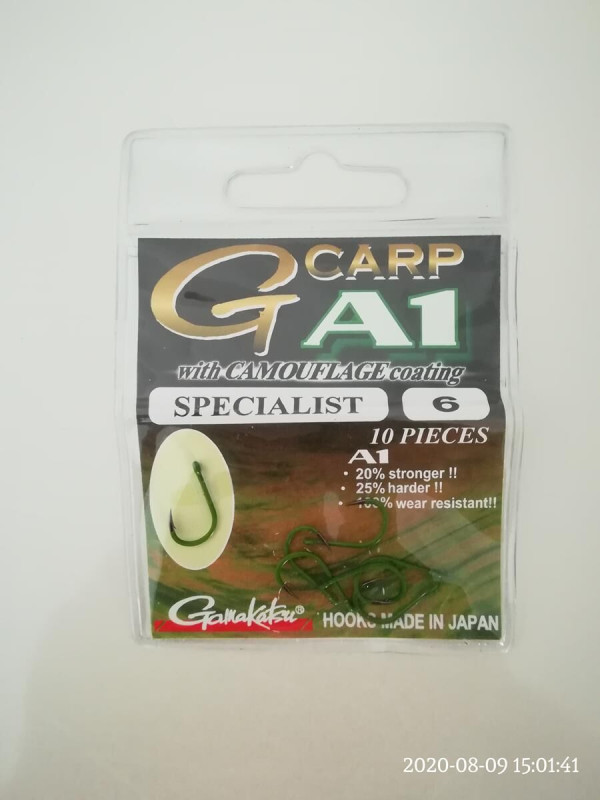 G CARP
A1
with CAMOUFLAGE coating
SPECIALIST 6
10 PIECES
A1
• 20% stronger !!
• 25% harder !!
• 100% wear resistant!!
Gamakatsu®
HOOKS MADE IN JAPAN
2020-08-09 15:01:41